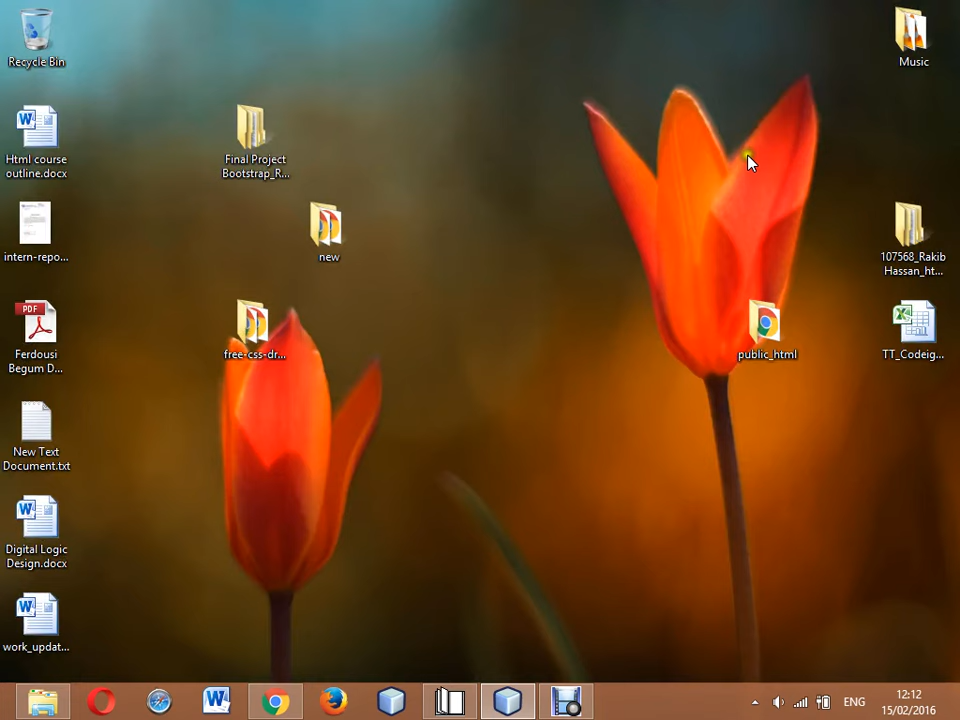 Recycle Bin
Music
Html course
outline.docx
Final Project
Bootstrap_R...
intern-repo...
new
107568_Rakib
Hassan_ht...
PDF
Ferdousi
Begum D...
free-css-dr...
public_html
TT_Codeig...
New Text
Document.txt
Digital Logic
Design.docx
work_updat...
ENG
12:12
15/02/2016